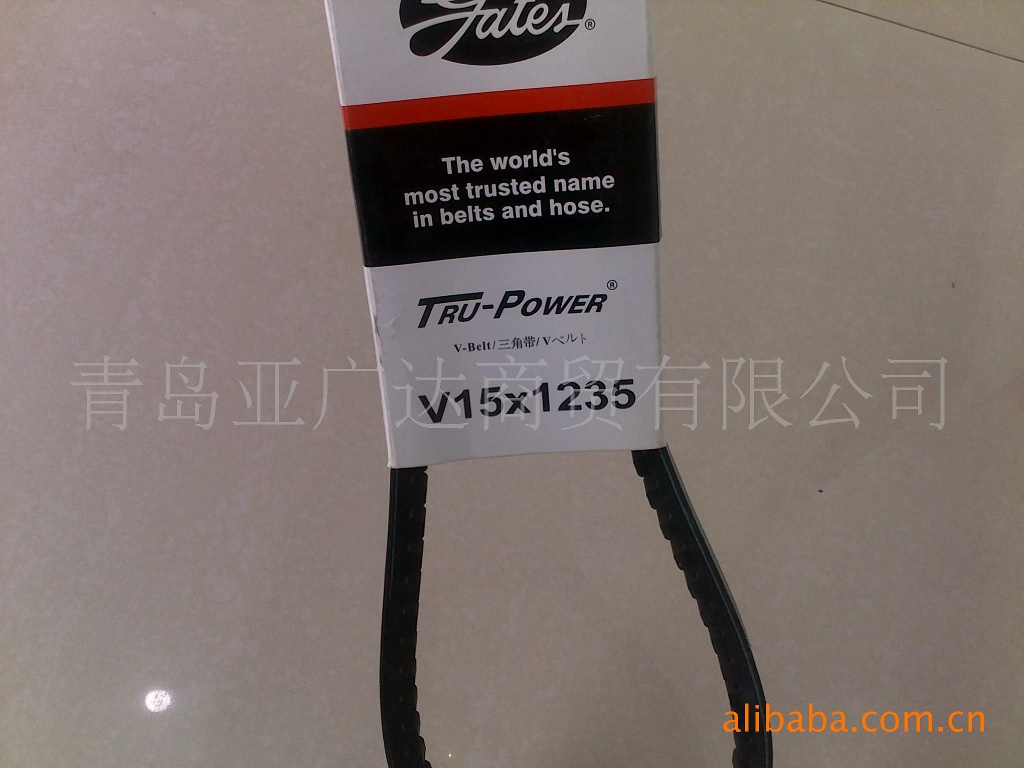 Gates®
The world's
most trusted name
in belts and hose.
TRU-POWER®
V-Belt/三角带/Vベルト
V15x1235
青岛亚广达商贸有限公司
alibaba.com.cn